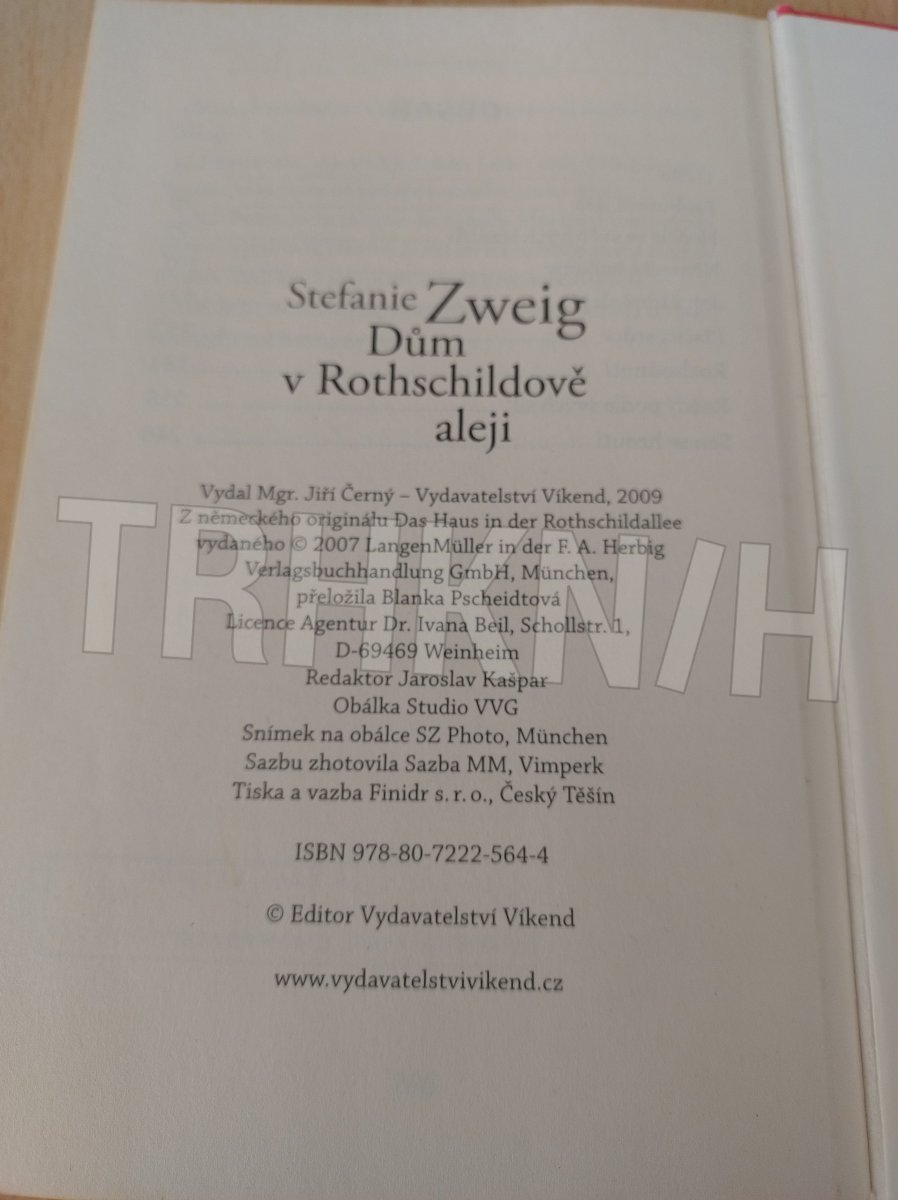 Stefanie Zweig
Dům
v Rothschildově
aleji
Vydal Mgr. Jiří Černý – Vydavatelství Víkend, 2009
Z německého originálu Das Haus in der Rothschildallee
vydaného © 2007 LangenMüller in der F. A. Herbig
Verlagsbuchhandlung GmbH, München,
přeložila Blanka Pscheidtová
Licence Agentur Dr. Ivana Beil, Schollstr. 1,
D-69469 Weinheim
Redaktor Jaroslav Kašpar
Obálka Studio VVG
Snímek na obálce SZ Photo, München
Sazbu zhotovila Sazba MM, Vimperk
Tiska a vazba Finidr s. r. o., Český Těšín
ISBN 978-80-7222-564-4
© Editor Vydavatelství Víkend
www.vydavatelstvivikend.cz